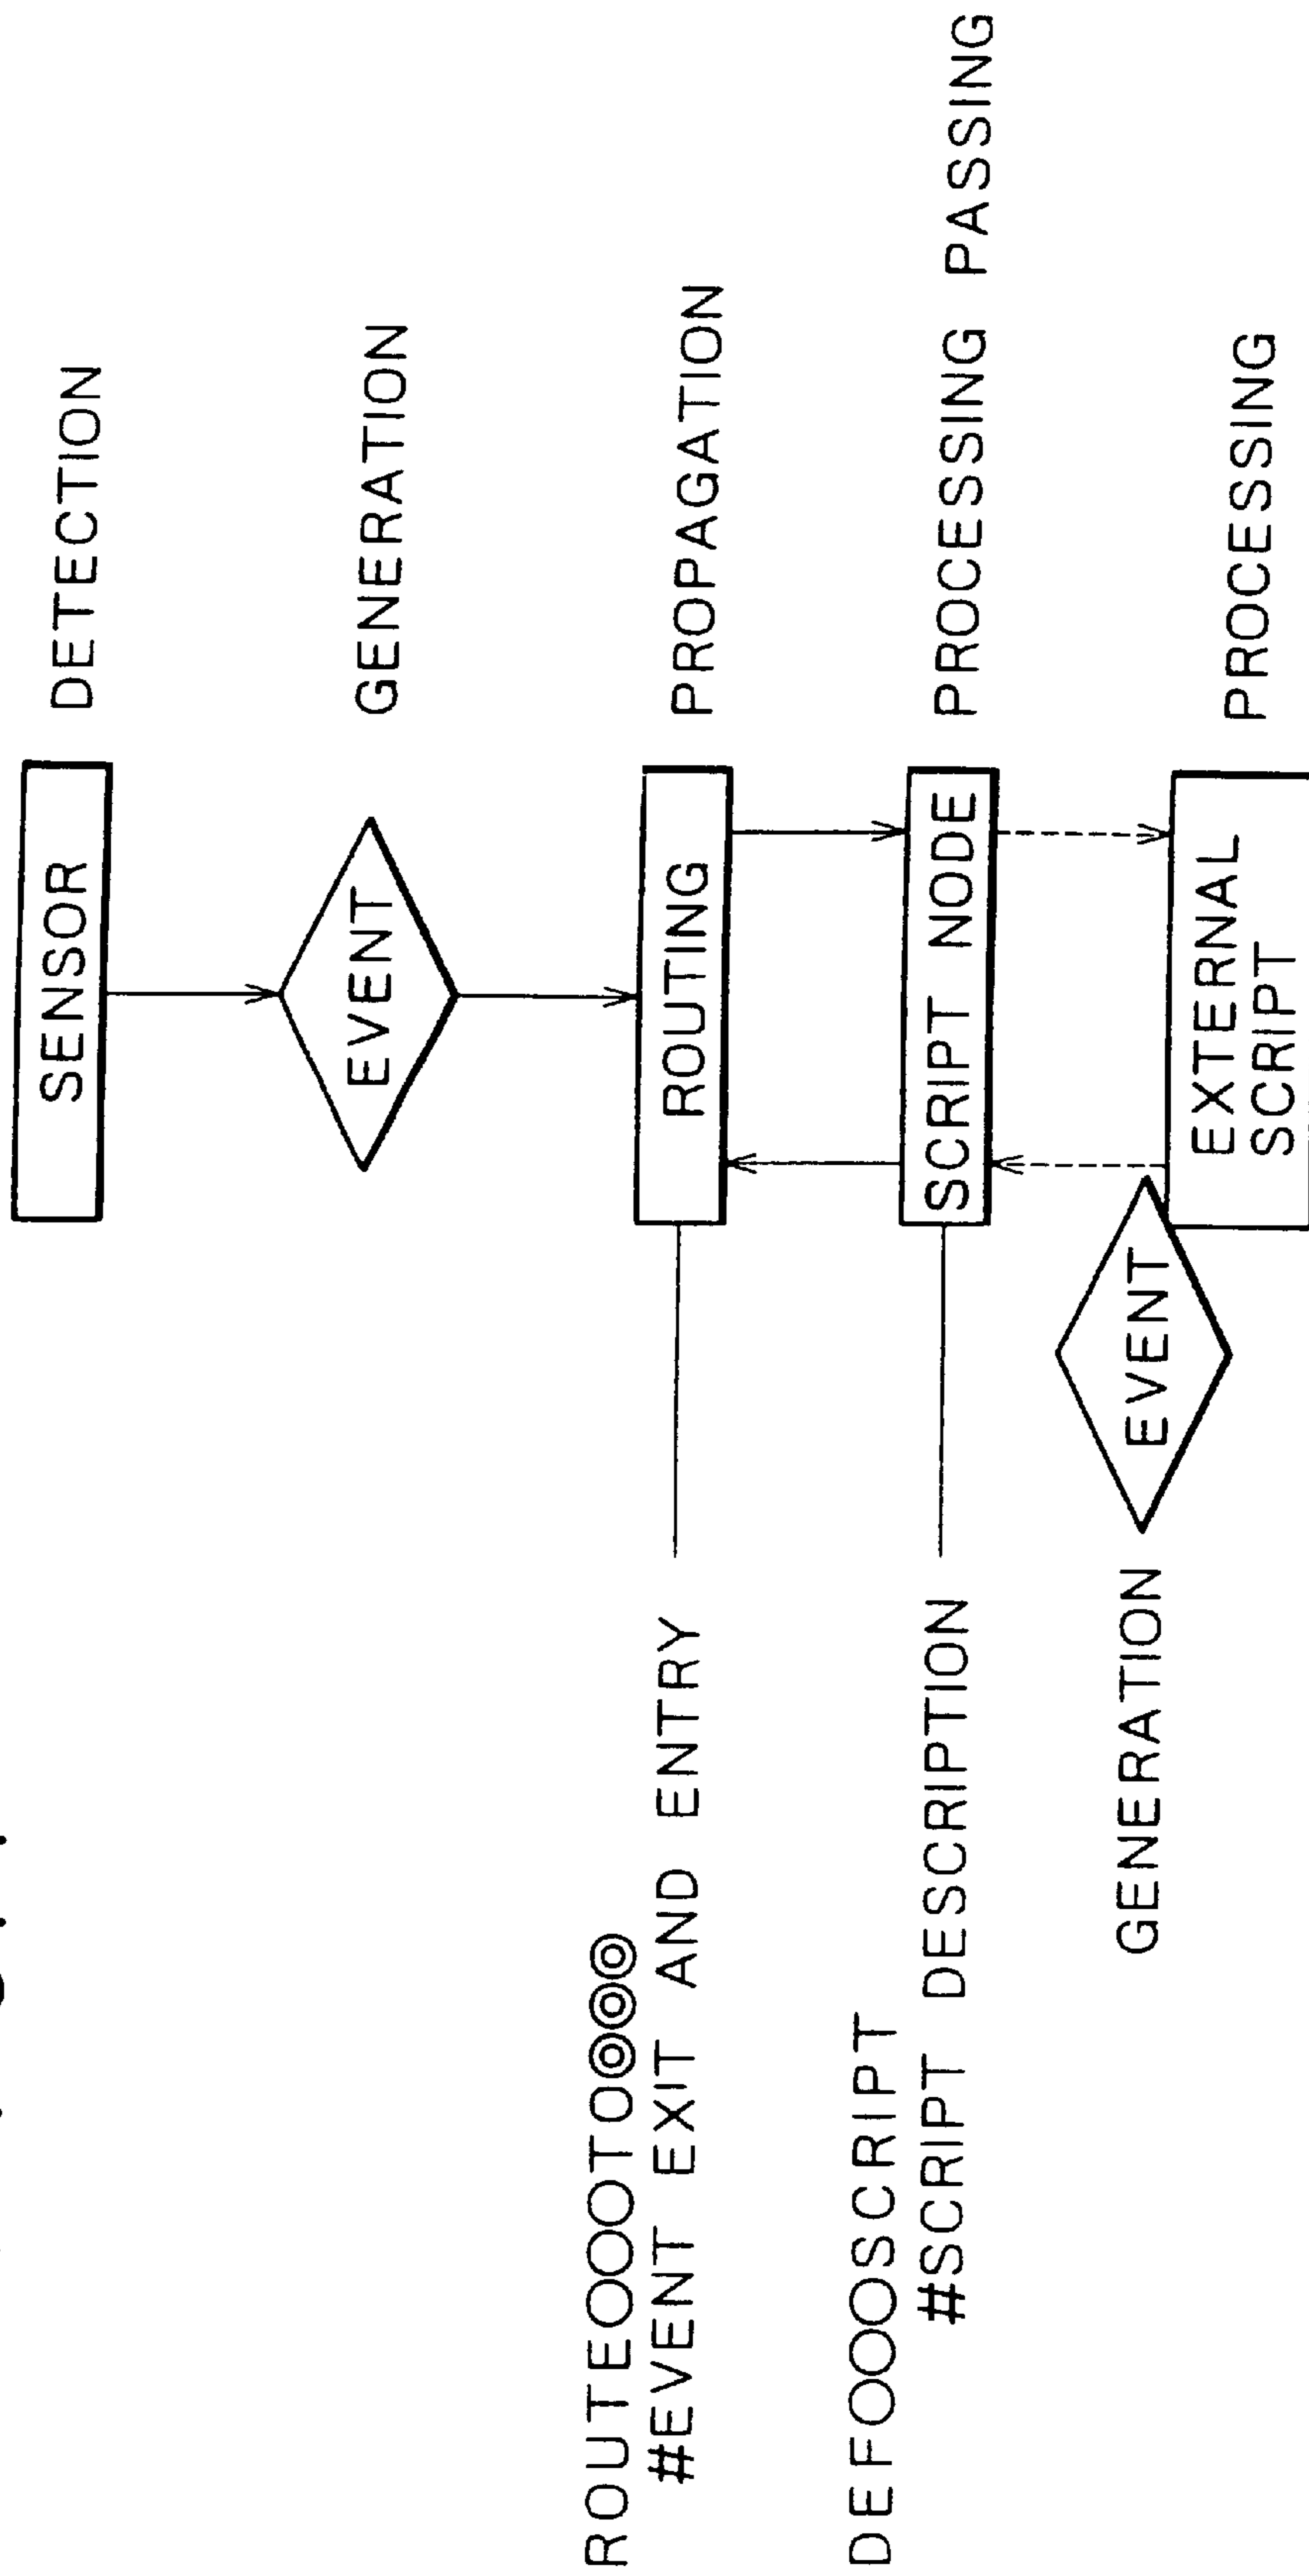 SENSOR
DETECTION
EVENT
GENERATION
ROUTE○○○TO◎◎◎
#EVENT EXIT AND ENTRY
ROUTING
PROPAGATION
DEF○○○SCRIPT
#SCRIPT DESCRIPTION
SCRIPT NODE
PROCESSING PASSING
GENERATION
EVENT
EXTERNAL
SCRIPT
PROCESSING